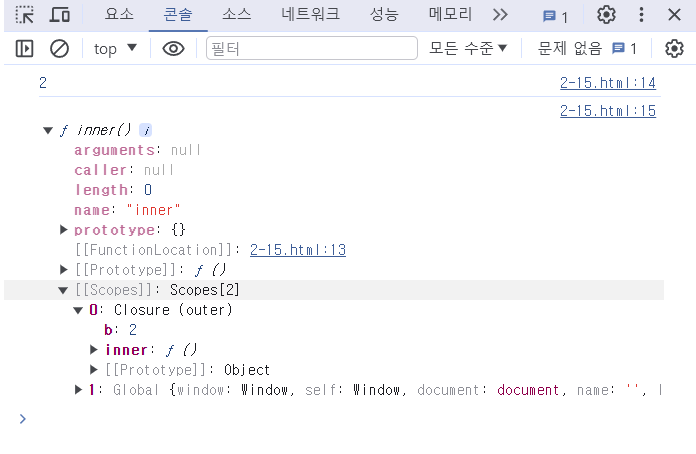 요소 콘솔 소스 네트워크 성능 메모리 1
top ▼ 필터 모든 수준▼ 문제 없음 1
2 2-15.html:14
2-15.html:15
▼ ƒ inner() i
arguments: null
caller: null
length: 0
name: "inner"
▶ prototype: {}
[[FunctionLocation]]: 2-15.html:13
▶ [[Prototype]]: ƒ ()
▼ [[Scopes]]: Scopes[2]
▼ 0: Closure (outer)
b: 2
▶ inner: ƒ ()
▶ [[Prototype]]: Object
▶ 1: Global {window: Window, self: Window, document: document, name: '',